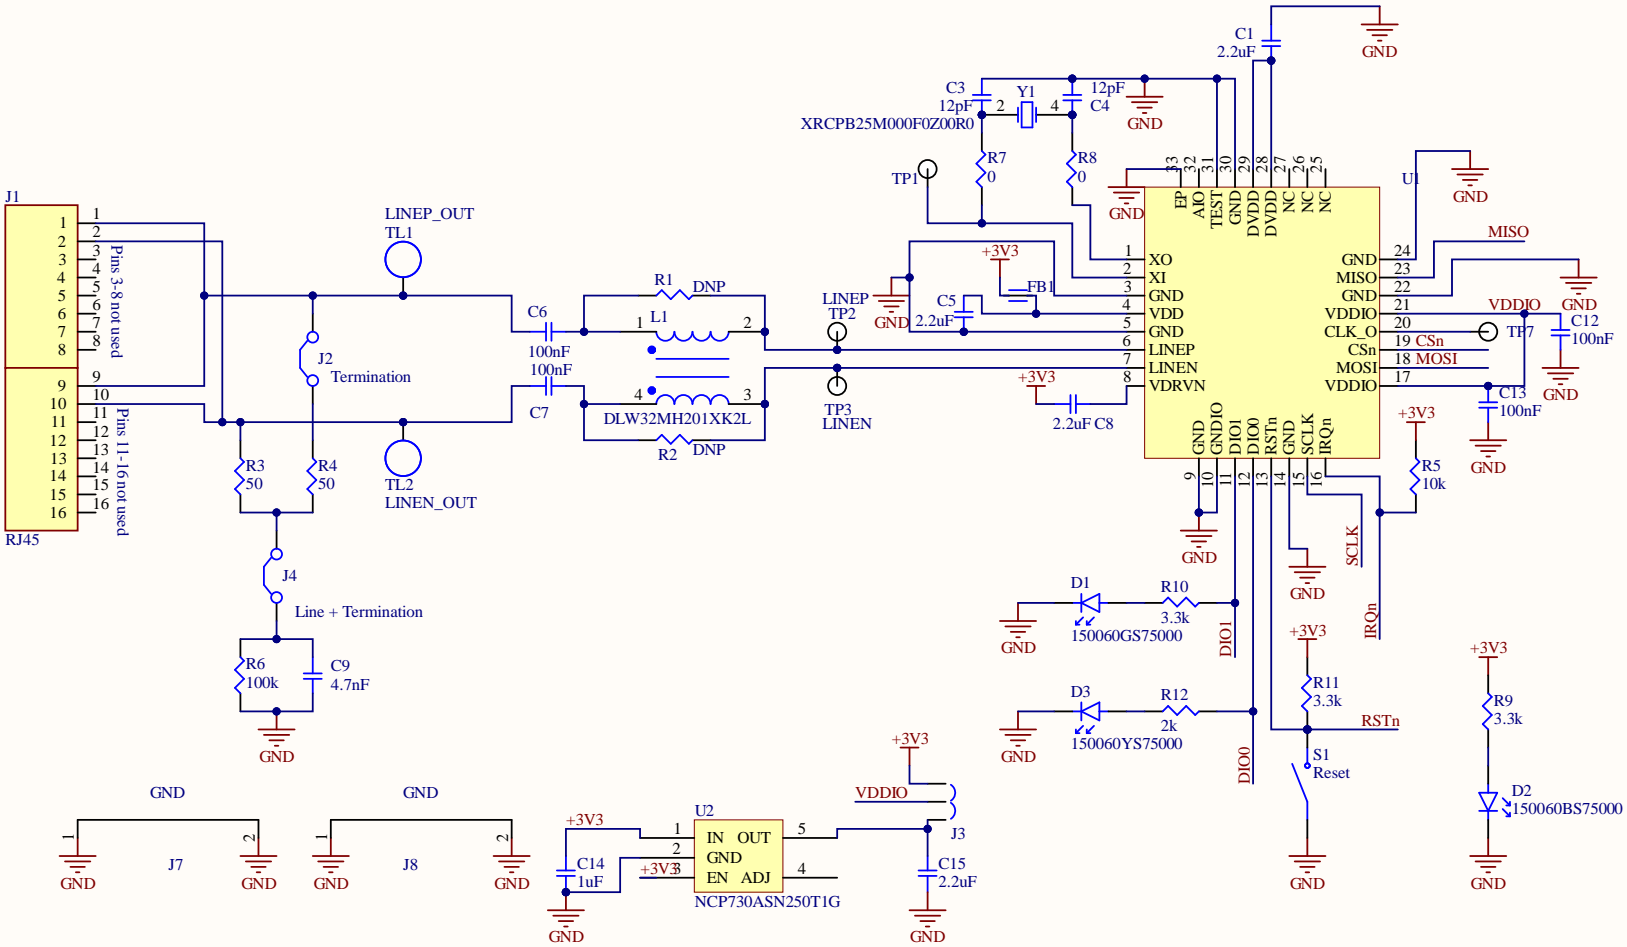 J1
1
2
3
4
5
6
7
8
9
10
11
12
13
14
15
16
1
2
3
4
5
6
7
8
9
10
11
12
13
14
15
16
Pins 3-8 not used
Pins 11-16 not used
RJ45
LINEP_OUT
TL1
J2
Termination
TL2
LINEN_OUT
R3
50
R4
50
J4
Line + Termination
R6
100k
C9
4.7nF
GND
C6
100nF
100nF
C7
R1
DNP
L1
1
2
4
3
DLW32MH201XK2L
R2
DNP
LINEP
TP2
TP3
LINEN
TP1
C3
12pF
Y1
2
4
12pF
C4
XRCPB25M000F0Z00R0
R7
0
R8
0
GND
C1
2.2uF
GND
GND
GND
+3V3
FB1
C5
2.2uF
+3V3
2.2uF C8
U1
33
32
31
30
29
28
27
26
25
EP
AIO
TEST
GND
DVDD
DVDD
NC
NC
NC
1 XO
2 XI
3 GND
4 VDD
5 GND
6 LINEP
7 LINEN
8 VDRVN
GND 24
MISO 23
GND 22
VDDIO 21
CLK_O 20
CSn 19
MOSI 18
VDDIO 17
GND
GNDIO
DIO1
DIO0
RSTn
GND
SCLK
IRQn
9
10
11
12
13
14
15
16
GND
MISO
GND
VDDIO
TP7
CSn
MOSI
C12
100nF
GND
C13
100nF
GND
+3V3
R5
10k
SCLK
IRQn
GND
GND
D1
150060GS75000
R10
3.3k
GND
DIO1
D3
150060YS75000
R12
2k
GND
DIO0
+3V3
R11
3.3k
RSTn
S1
Reset
GND
+3V3
R9
3.3k
D2
150060BS75000
GND
GND
1
2
J7
GND
GND
GND
1
2
J8
GND
GND
+3V3
C14
1uF
GND
+3V3
U2
1
2
3
IN OUT
GND
EN ADJ
5
4
NCP730ASN250T1G
+3V3
VDDIO
J3
C15
2.2uF
GND